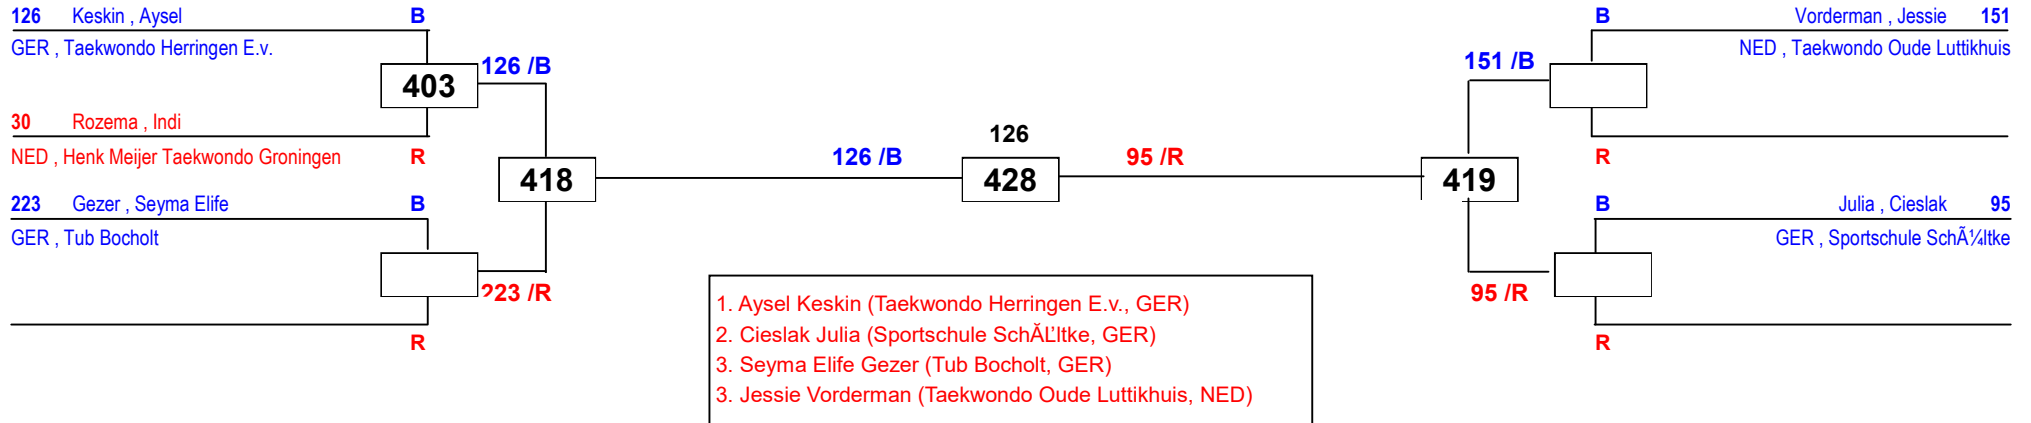 126 Keskin , Aysel B
GER , Taekwondo Herringen E.v.
403
126 /B
30 Rozema , Indi
NED , Henk Meijer Taekwondo Groningen R
418
223 Gezer , Seyma Elife B
GER , Tub Bocholt
223 /R
R
126 /B
126
428
95 /R
B Vorderman , Jessie 151
NED , Taekwondo Oude Luttikhuis
151 /B
R
419
B Julia , Cieslak 95
GER , Sportschule SchÃ¼ltke
95 /R
R
1. Aysel Keskin (Taekwondo Herringen E.v., GER)
2. Cieslak Julia (Sportschule SchĂĽltke, GER)
3. Seyma Elife Gezer (Tub Bocholt, GER)
3. Jessie Vorderman (Taekwondo Oude Luttikhuis, NED)